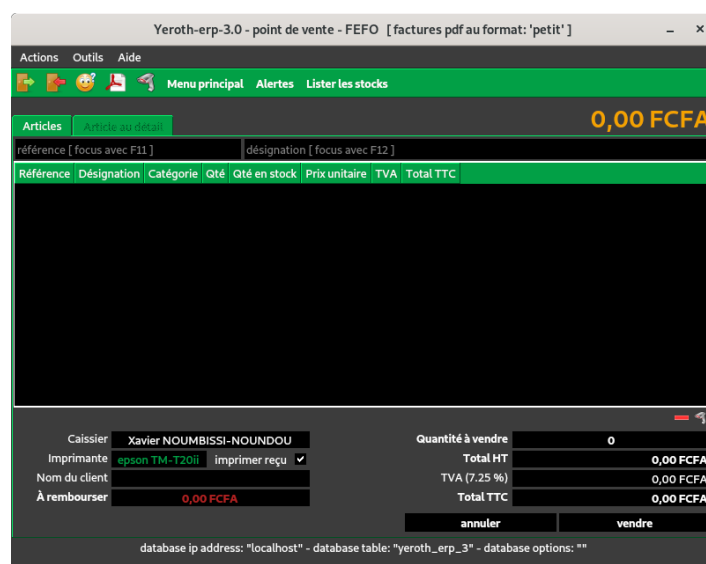 Yeroth-erp-3.0 - point de vente - FEFO [ factures pdf au format: 'petit' ]
Actions Outils Aide
Menu principal Alertes Lister les stocks
0,00 FCFA
Articles Article au détail
référence [ focus avec F11 ] désignation [ focus avec F12 ]
Référence Désignation Catégorie Qté Qté en stock Prix unitaire TVA Total TTC
Caissier Xavier NOUMBISSI-NOUNDOU Quantité à vendre 0
Imprimante epson TM-T20ii imprimer reçu Total HT 0,00 FCFA
Nom du client TVA (7.25 %) 0,00 FCFA
À rembourser 0,00 FCFA Total TTC 0,00 FCFA
annuler vendre
database ip address: "localhost" - database table: "yeroth_erp_3" - database options: ""